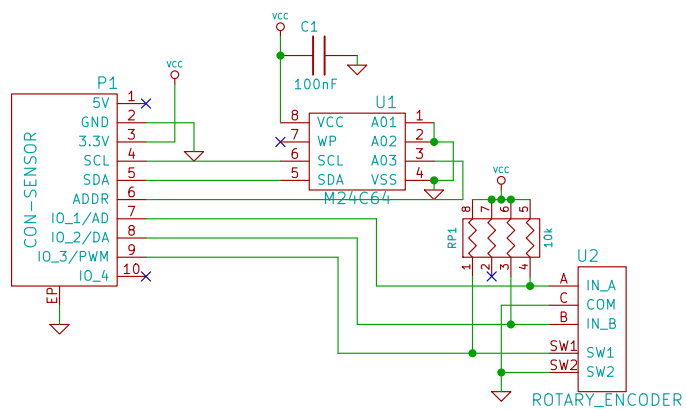 VCC
C1
100nF
VCC
P1
CON-SENSOR
5V 1
GND 2
3.3V 3
SCL 4
SDA 5
ADDR 6
IO_1/AD 7
IO_2/DA 8
IO_3/PWM 9
IO_4 10
EP
U1
8 VCC A01 1
7 WP A02 2
6 SCL A03 3
5 SDA VSS 4
M24C64
VCC
8 7 6 5
RP1
10k
1 2 3 4
U2
A IN_A
C COM
B IN_B
SW1 SW1
SW2 SW2
ROTARY_ENCODER